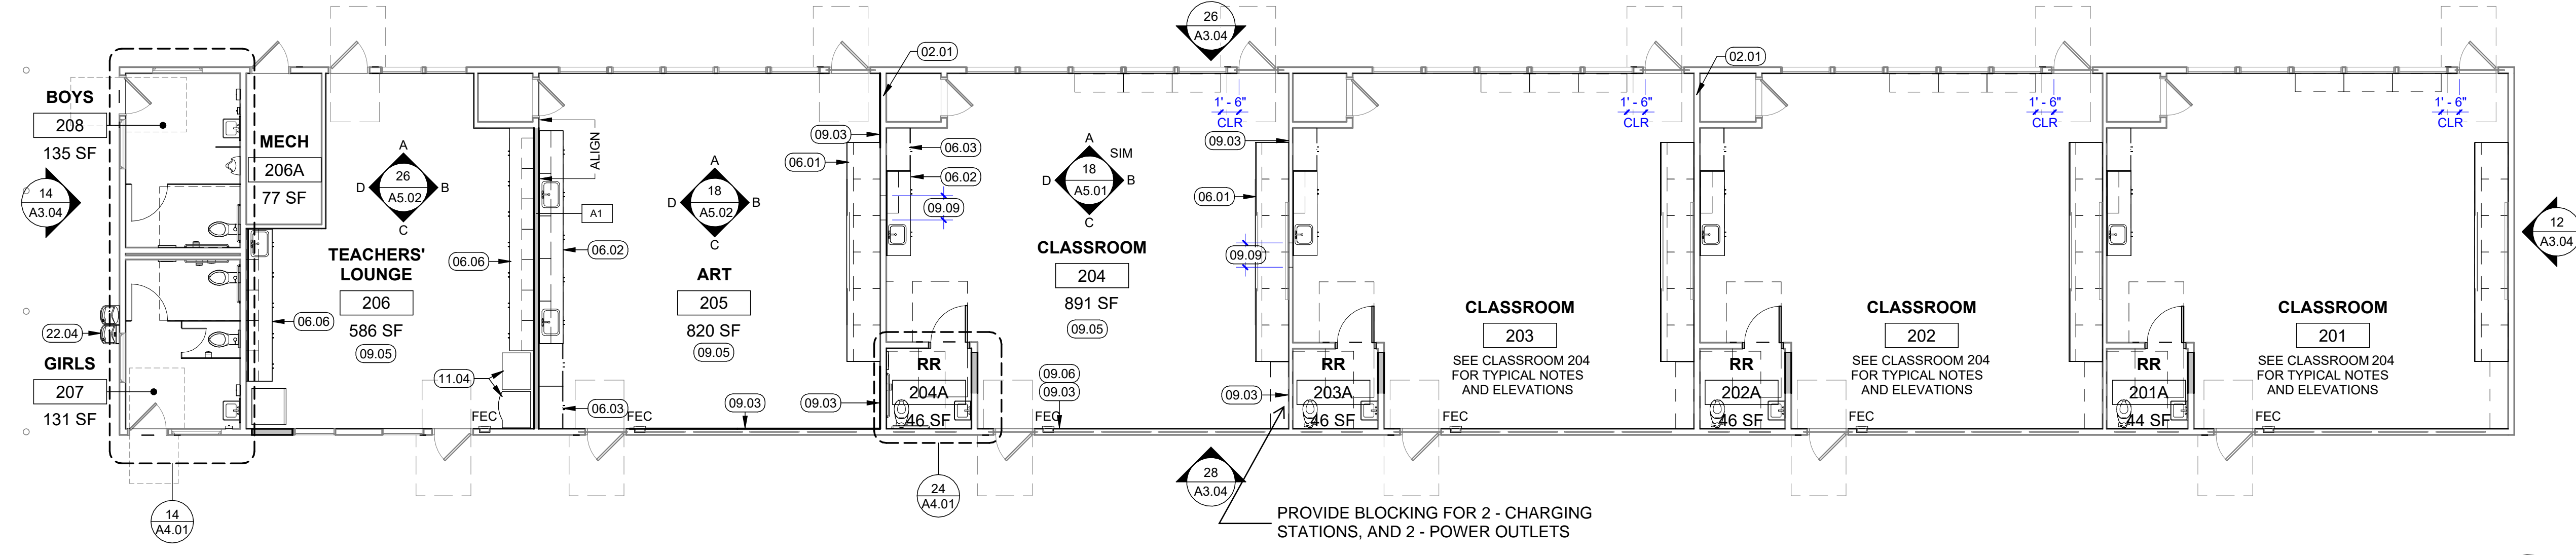 26
A3.04
02.01
02.01
BOYS
208
135 SF
14
A3.04
MECH
206A
77 SF
A
26
D
B
A5.02
C
TEACHERS'
LOUNGE
206
586 SF
09.05
06.06
06.06
ALIGN
A1
06.02
A
18
D
B
A5.02
C
ART
205
820 SF
09.05
09.03
06.01
06.03
06.02
09.09
A
SIM
18
D
B
A5.01
C
CLASSROOM
204
891 SF
09.05
1' - 6"
CLR
09.03
06.01
09.09
1' - 6"
CLR
1' - 6"
CLR
1' - 6"
CLR
12
A3.04
22.04
GIRLS
207
131 SF
11.04
FEC
06.03
FEC
09.03
09.03
RR
204A
46 SF
09.06
09.03
FEC
09.03
RR
203A
46 SF
CLASSROOM
203
SEE CLASSROOM 204
FOR TYPICAL NOTES
AND ELEVATIONS
FEC
RR
202A
46 SF
CLASSROOM
202
SEE CLASSROOM 204
FOR TYPICAL NOTES
AND ELEVATIONS
FEC
RR
201A
44 SF
CLASSROOM
201
SEE CLASSROOM 204
FOR TYPICAL NOTES
AND ELEVATIONS
FEC
14
A4.01
24
A4.01
28
A3.04
PROVIDE BLOCKING FOR 2 - CHARGING
STATIONS, AND 2 - POWER OUTLETS